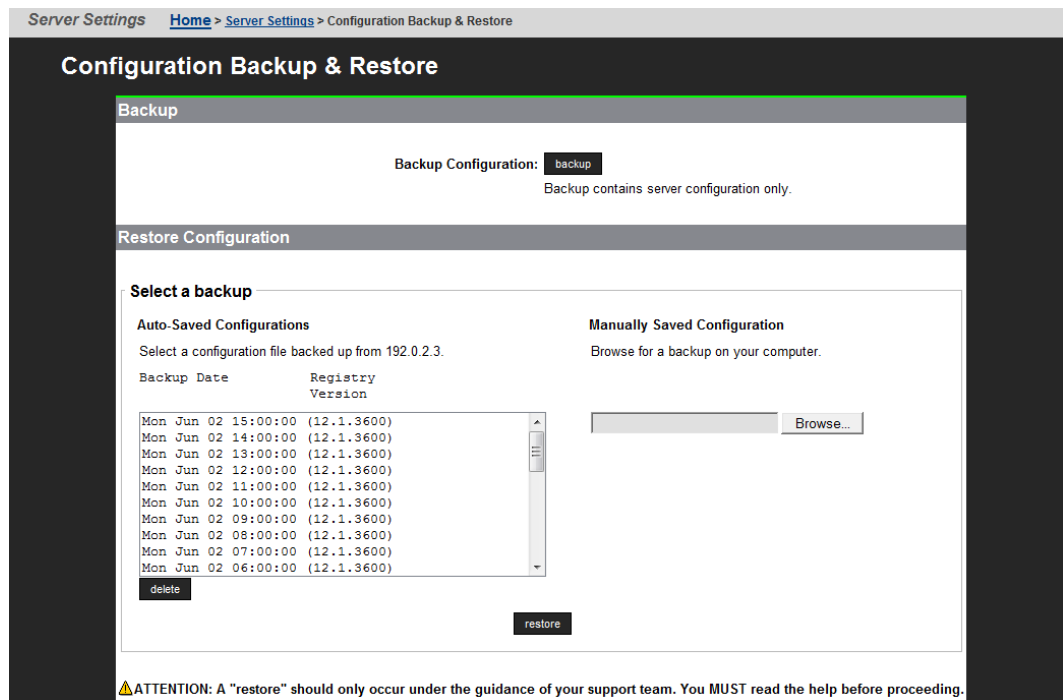 Server Settings Home > Server Settings > Configuration Backup & Restore
Configuration Backup & Restore
Backup
Backup Configuration: backup
Backup contains server configuration only.
Restore Configuration
Select a backup
Auto-Saved Configurations
Select a configuration file backed up from 192.0.2.3.
Backup Date Registry
Version
Mon Jun 02 15:00:00 (12.1.3600)
Mon Jun 02 14:00:00 (12.1.3600)
Mon Jun 02 13:00:00 (12.1.3600)
Mon Jun 02 12:00:00 (12.1.3600)
Mon Jun 02 11:00:00 (12.1.3600)
Mon Jun 02 10:00:00 (12.1.3600)
Mon Jun 02 09:00:00 (12.1.3600)
Mon Jun 02 08:00:00 (12.1.3600)
Mon Jun 02 07:00:00 (12.1.3600)
Mon Jun 02 06:00:00 (12.1.3600)
delete
Manually Saved Configuration
Browse for a backup on your computer.
Browse...
restore
ATTENTION: A "restore" should only occur under the guidance of your support team. You MUST read the help before proceeding.